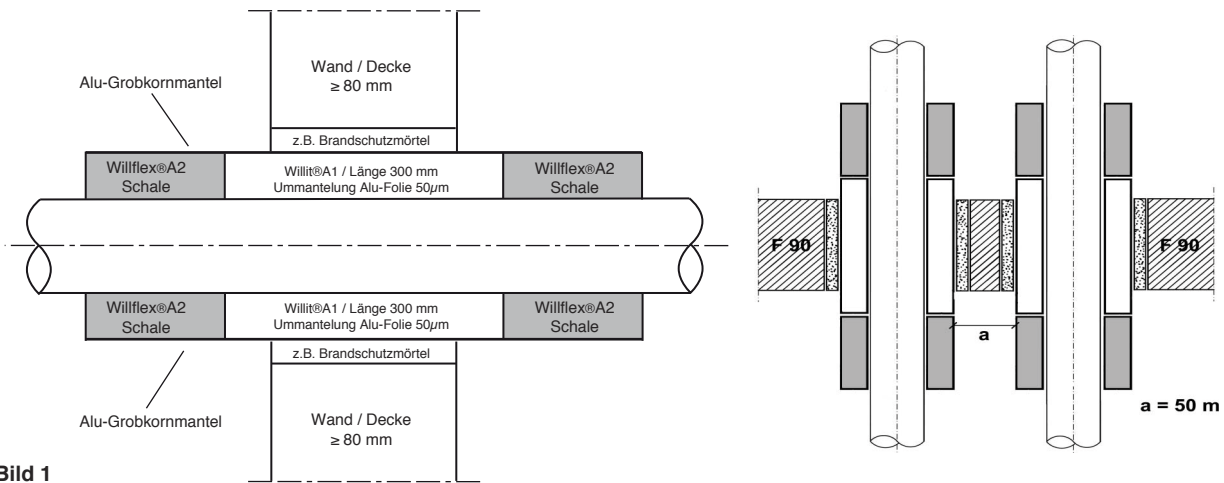 Wand / Decke
≥ 80 mm
Alu-Grobkornmantel
z.B. Brandschutzmörtel
Willflex®A2
Schale
Willit®A1 / Länge 300 mm
Ummantelung Alu-Folie 50µm
Willflex®A2
Schale
Willflex®A2
Schale
Willit®A1 / Länge 300 mm
Ummantelung Alu-Folie 50µm
Willflex®A2
Schale
z.B. Brandschutzmörtel
Alu-Grobkornmantel
Wand / Decke
≥ 80 mm
Bild 1
F 90
F 90
a
a = 50 m